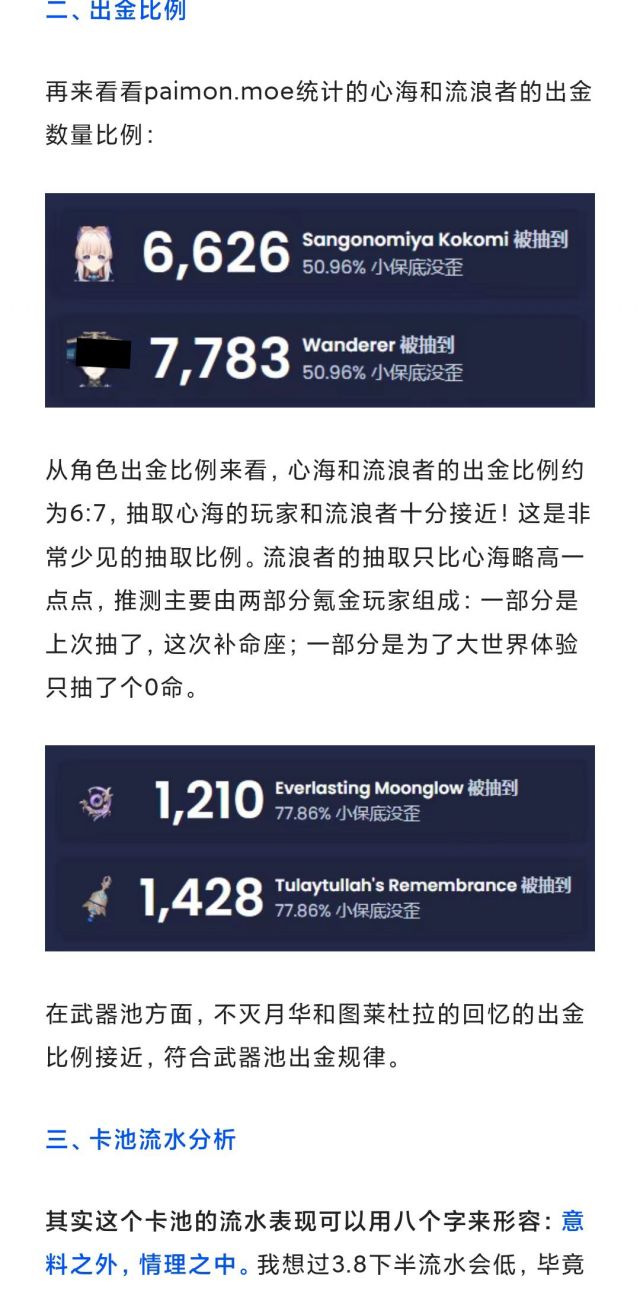 二、出金比例
再来看看paimon.moe统计的心海和流浪者的出金
数量比例：
6,626 Sangonomiya Kokomi 被抽到
50.96% 小保底没歪
7,783 Wanderer 被抽到
50.96% 小保底没歪
从角色出金比例来看，心海和流浪者的出金比例约
为6:7，抽取心海的玩家和流浪者十分接近！这是非
常少见的抽取比例。流浪者的抽取只比心海略高一
点点，推测主要由两部分氪金玩家组成：一部分是
上次抽了，这次补命座；一部分是为了大世界体验
只抽了个0命。
1,210 Everlasting Moonglow 被抽到
77.86% 小保底没歪
1,428 Tulaytullah's Remembrance 被抽到
77.86% 小保底没歪
在武器池方面，不灭月华和图莱杜拉的回忆的出金
比例接近，符合武器池出金规律。
三、卡池流水分析
其实这个卡池的流水表现可以用八个字来形容：意
料之外，情理之中。我想过3.8下半流水会低，毕竟